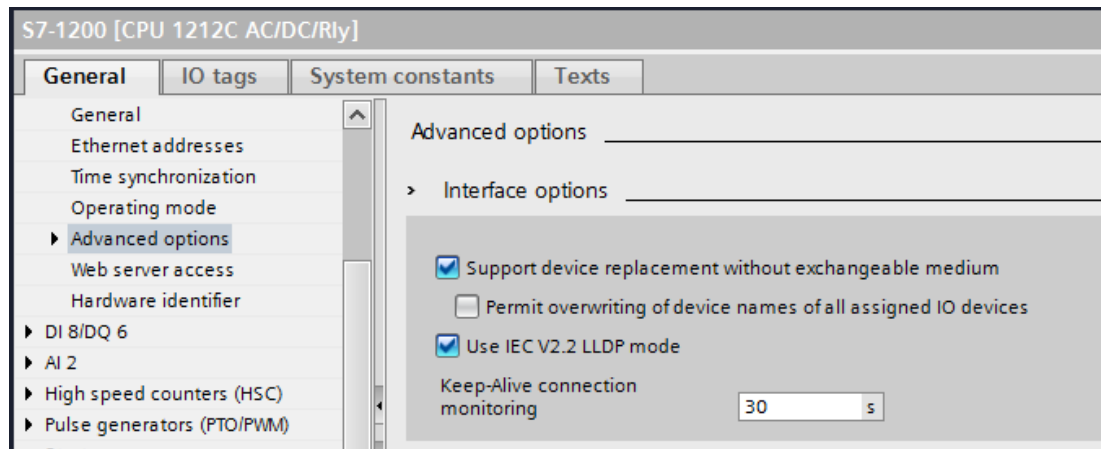 S7-1200 [CPU 1212C AC/DC/Rly]
General IO tags System constants Texts
General
Ethernet addresses
Time synchronization
Operating mode
Advanced options
Web server access
Hardware identifier
DI 8/DQ 6
AI 2
High speed counters (HSC)
Pulse generators (PTO/PWM)
Advanced options
Interface options
Support device replacement without exchangeable medium
Permit overwriting of device names of all assigned IO devices
Use IEC V2.2 LLDP mode
Keep-Alive connection
monitoring 30 s